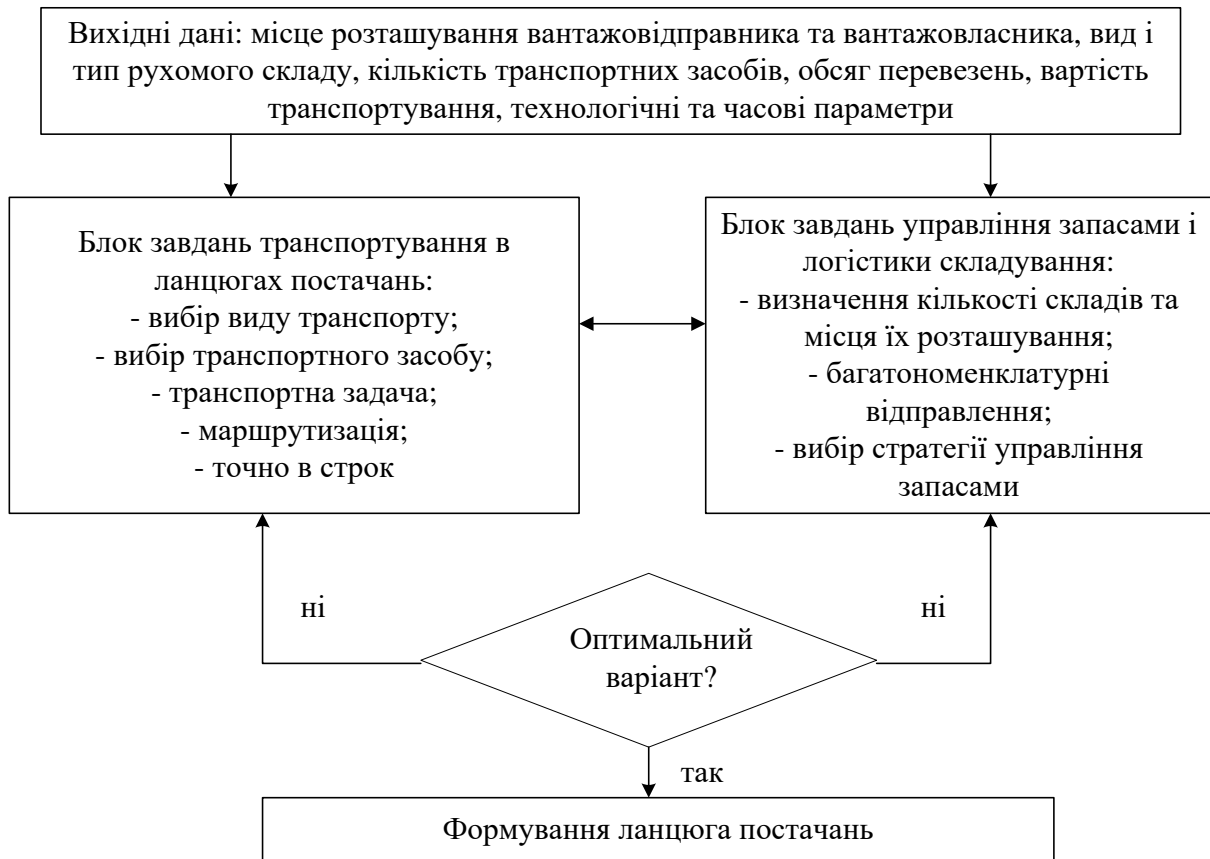 Вихідні дані: місце розташування вантажовідправника та вантажовласника, вид і
тип рухомого складу, кількість транспортних засобів, обсяг перевезень, вартість
транспортування, технологічні та часові параметри
Блок завдань транспортування в
ланцюгах постачань:
- вибір виду транспорту;
- вибір транспортного засобу;
- транспортна задача;
- маршрутизація;
- точно в строк
Блок завдань управління запасами і
логістики складування:
- визначення кількості складів та
місця їх розташування;
- багатономенклатурні
відправлення;
- вибір стратегії управління
запасами
ні
Оптимальний
варіант?
ні
так
Формування ланцюга постачань